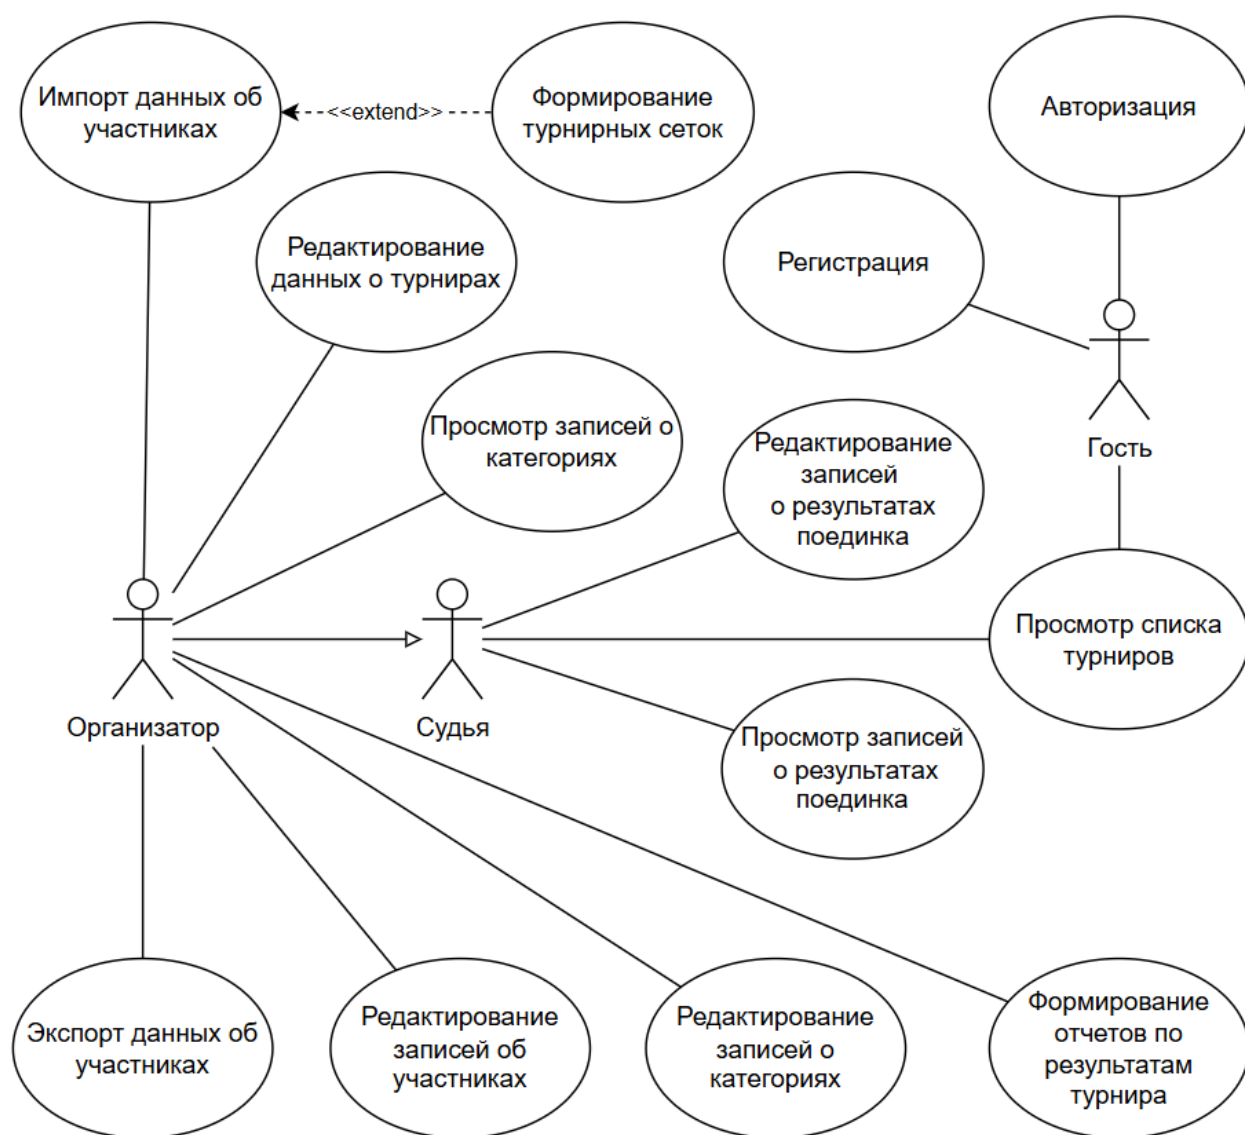 Импорт данных об
участниках
<<extend>>
Формирование
турнирных сеток
Авторизация
Редактирование
данных о турнирах
Регистрация
Просмотр записей о
категориях
Редактирование
записей
о результатах
поединка
Гость
Просмотр списка
турниров
Организатор
Судья
Просмотр записей
о результатах
поединка
Экспорт данных об
участниках
Редактирование
записей об
участниках
Редактирование
записей о
категориях
Формирование
отчетов по
результатам
турнира